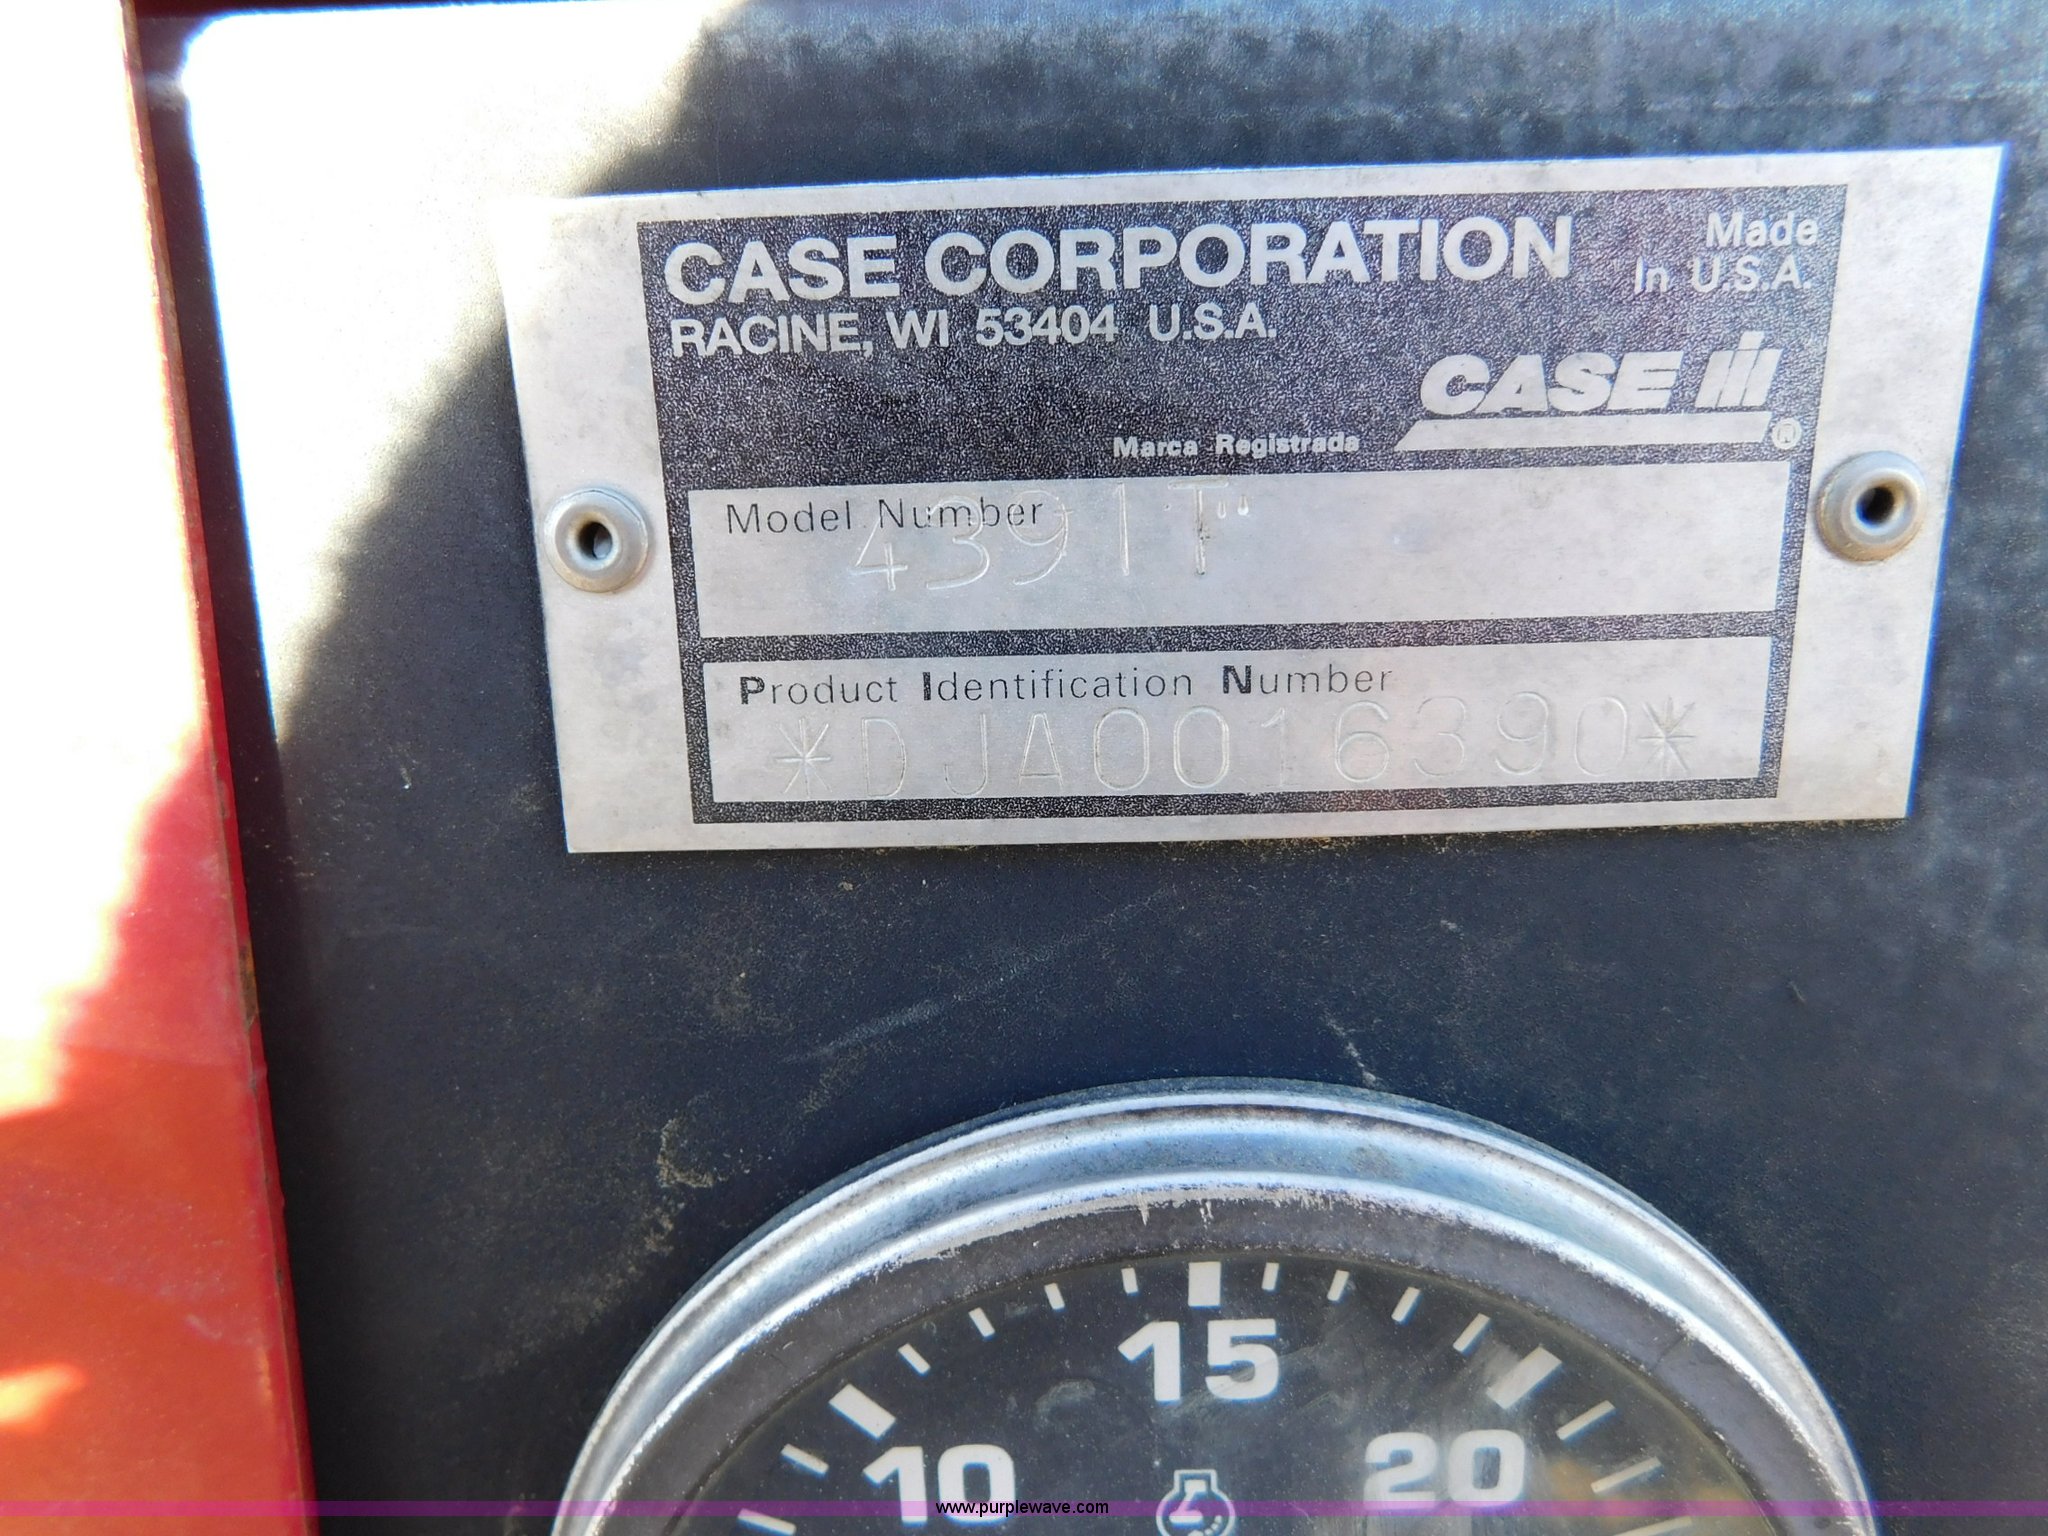 CASE CORPORATION
Made
In U.S.A.
RACINE, WI 53404 U.S.A.
CASE IH
Marca Registrada ®
Model Number
4391T
Product Identification Number
*DJA0016390*
15
10
20
www.purplewave.com